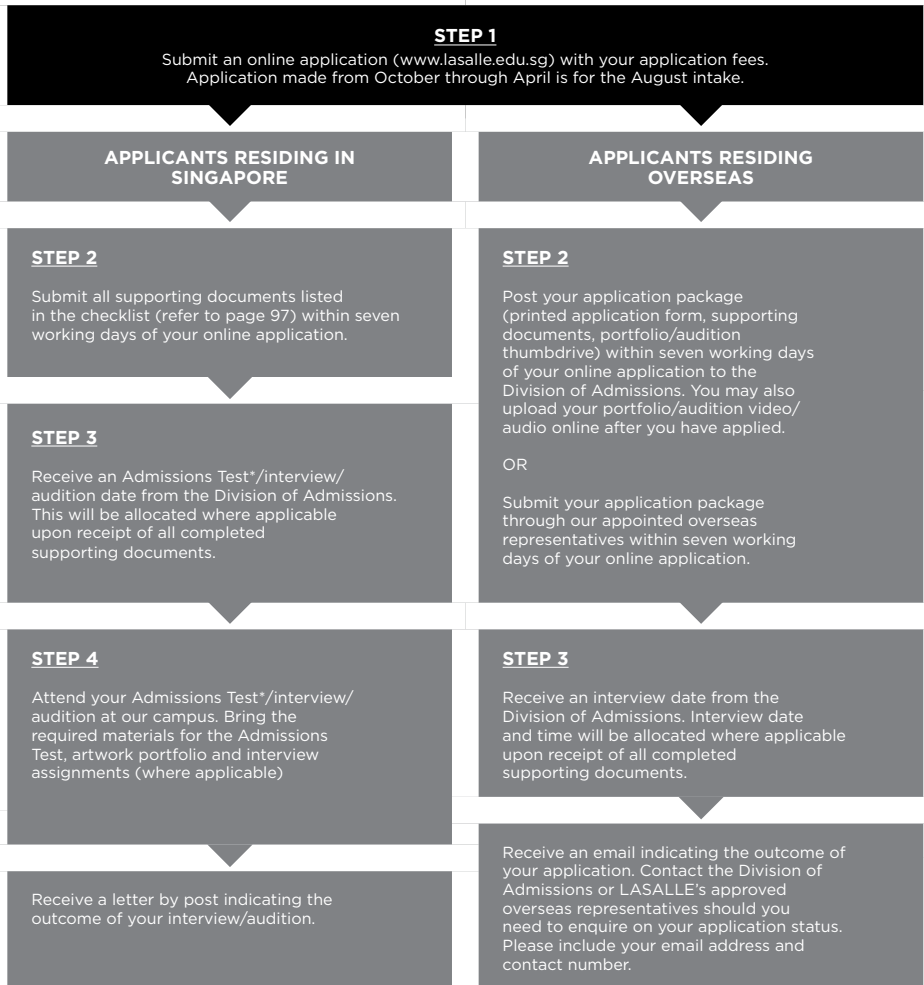 STEP 1
Submit an online application (www.lasalle.edu.sg) with your application fees.
Application made from October through April is for the August intake.
APPLICANTS RESIDING IN
SINGAPORE
STEP 2
Submit all supporting documents listed
in the checklist (refer to page 97) within seven
working days of your online application.
STEP 3
Receive an Admissions Test*/interview/
audition date from the Division of Admissions.
This will be allocated where applicable
upon receipt of all completed
supporting documents.
STEP 4
Attend your Admissions Test*/interview/
audition at our campus. Bring the
required materials for the Admissions
Test, artwork portfolio and interview
assignments (where applicable)
Receive a letter by post indicating the
outcome of your interview/audition.
APPLICANTS RESIDING
OVERSEAS
STEP 2
Post your application package
(printed application form, supporting
documents, portfolio/audition
thumbdrive) within seven working days
of your online application to the
Division of Admissions. You may also
upload your portfolio/audition video/
audio online after you have applied.
OR
Submit your application package
through our appointed overseas
representatives within seven working
days of your online application.
STEP 3
Receive an interview date from the
Division of Admissions. Interview date
and time will be allocated where applicable
upon receipt of all completed
supporting documents.
Receive an email indicating the outcome of
your application. Contact the Division of
Admissions or LASALLE's approved
overseas representatives should you
need to enquire on your application status.
Please include your email address and
contact number.